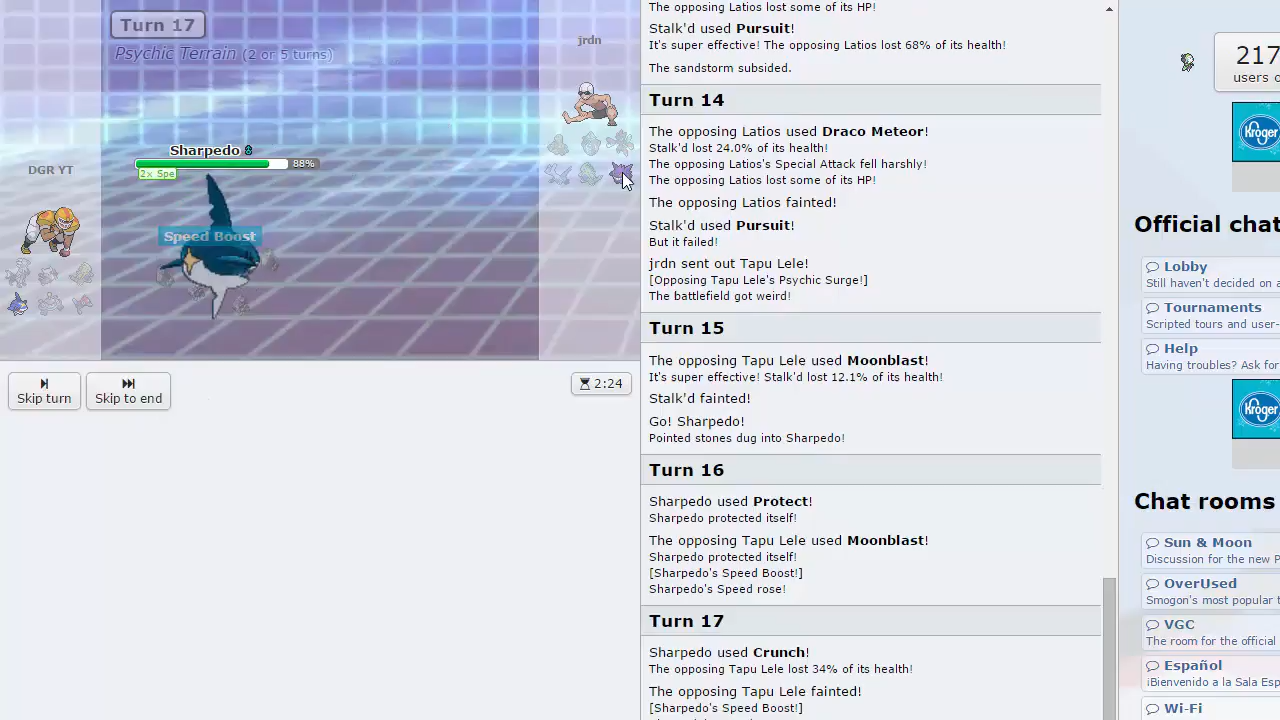 Turn 17
Psychic Terrain (2 or 5 turns)
jrdn
Sharpedo
88%
2x Spe
DGR YT
Speed Boost
Skip turn
Skip to end
2:24
The opposing Latios lost some of its HP!
Stalk'd used Pursuit!
It's super effective! The opposing Latios lost 68% of its health!
The sandstorm subsided.
Turn 14
The opposing Latios used Draco Meteor!
Stalk'd lost 24.0% of its health!
The opposing Latios's Special Attack fell harshly!
The opposing Latios lost some of its HP!
The opposing Latios fainted!
Stalk'd used Pursuit!
But it failed!
jrdn sent out Tapu Lele!
[Opposing Tapu Lele's Psychic Surge!]
The battlefield got weird!
Turn 15
The opposing Tapu Lele used Moonblast!
It's super effective! Stalk'd lost 12.1% of its health!
Stalk'd fainted!
Go! Sharpedo!
Pointed stones dug into Sharpedo!
Turn 16
Sharpedo used Protect!
Sharpedo protected itself!
The opposing Tapu Lele used Moonblast!
Sharpedo protected itself!
[Sharpedo's Speed Boost!]
Sharpedo's Speed rose!
Turn 17
Sharpedo used Crunch!
The opposing Tapu Lele lost 34% of its health!
The opposing Tapu Lele fainted!
[Sharpedo's Speed Boost!]
217
users o
Kroger
Official chat
Lobby
Still haven't decided on a
Tournaments
Scripted tours and user-
Help
Having troubles? Ask for
Kroger
Chat rooms
Sun & Moon
Discussion for the new P
OverUsed
Smogon's most popular t
VGC
The room for the official
Español
¡Bienvenido a la Sala Esp
Wi-Fi